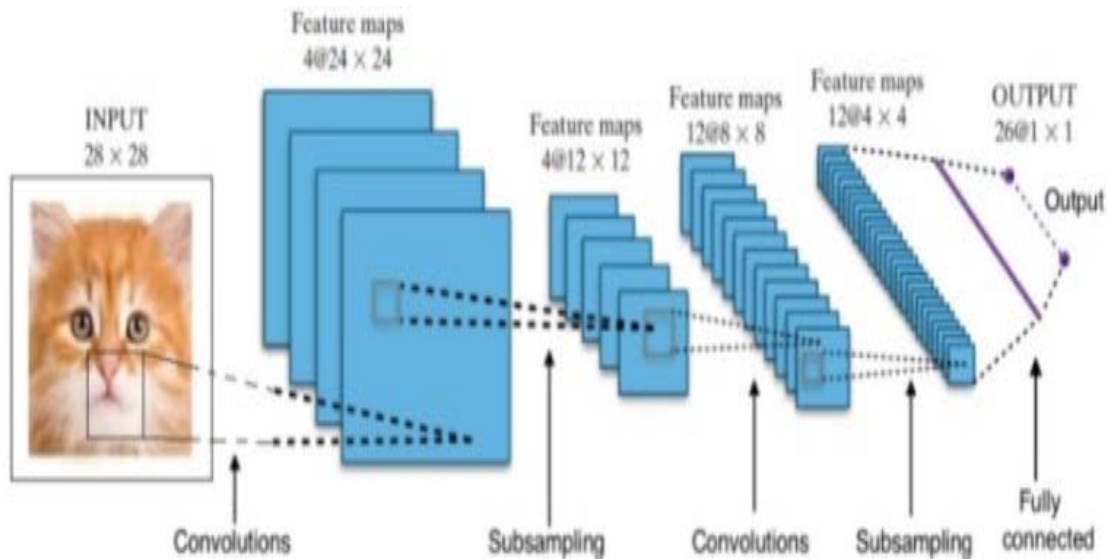 INPUT
28 × 28
Feature maps
4@24 × 24
Feature maps
4@12 × 12
Feature maps
12@8 × 8
Feature maps
12@4 × 4
OUTPUT
26@1 × 1
Output
Convolutions
Subsampling
Convolutions
Subsampling
Fully
connected